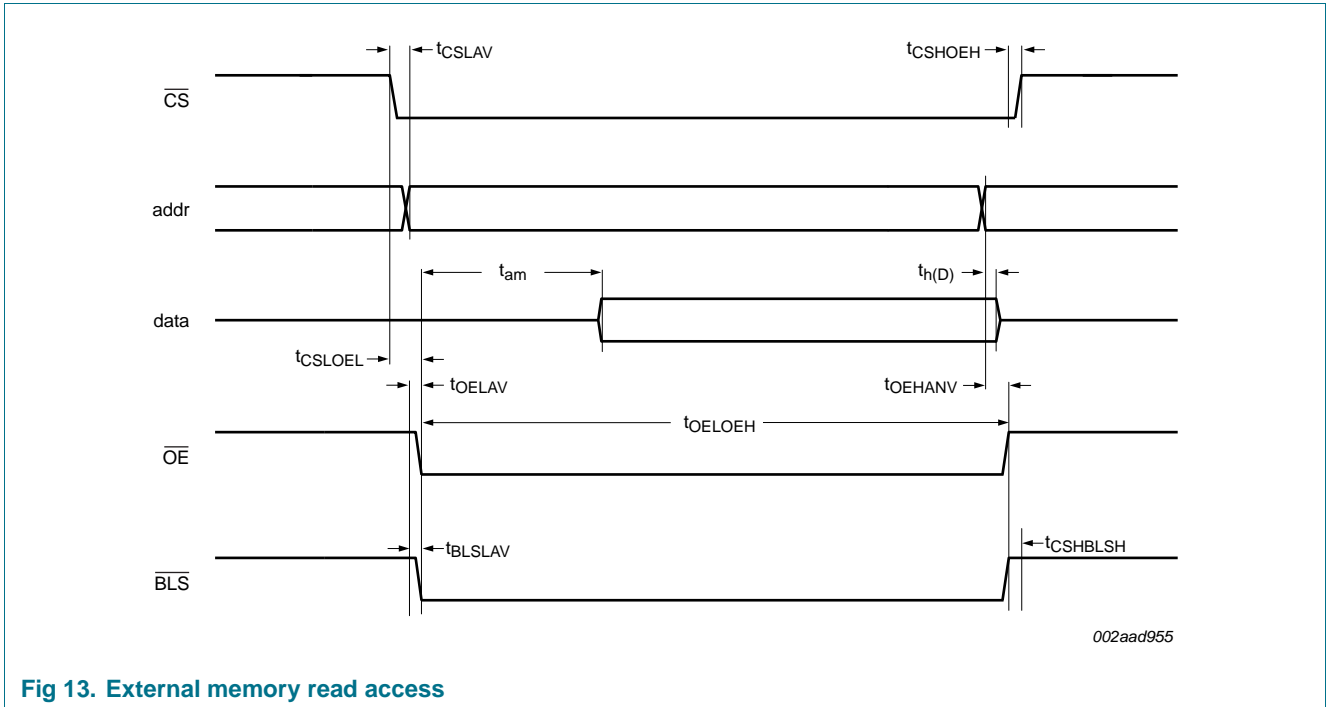 tCSLAV
tCSHOEH
CS
addr
tam
th(D)
data
tCSLOEL
tOELAV
tOEHANV
tOELOEH
OE
tBLSLAV
tCSHBLSH
BLS
002aad955
Fig 13. External memory read access